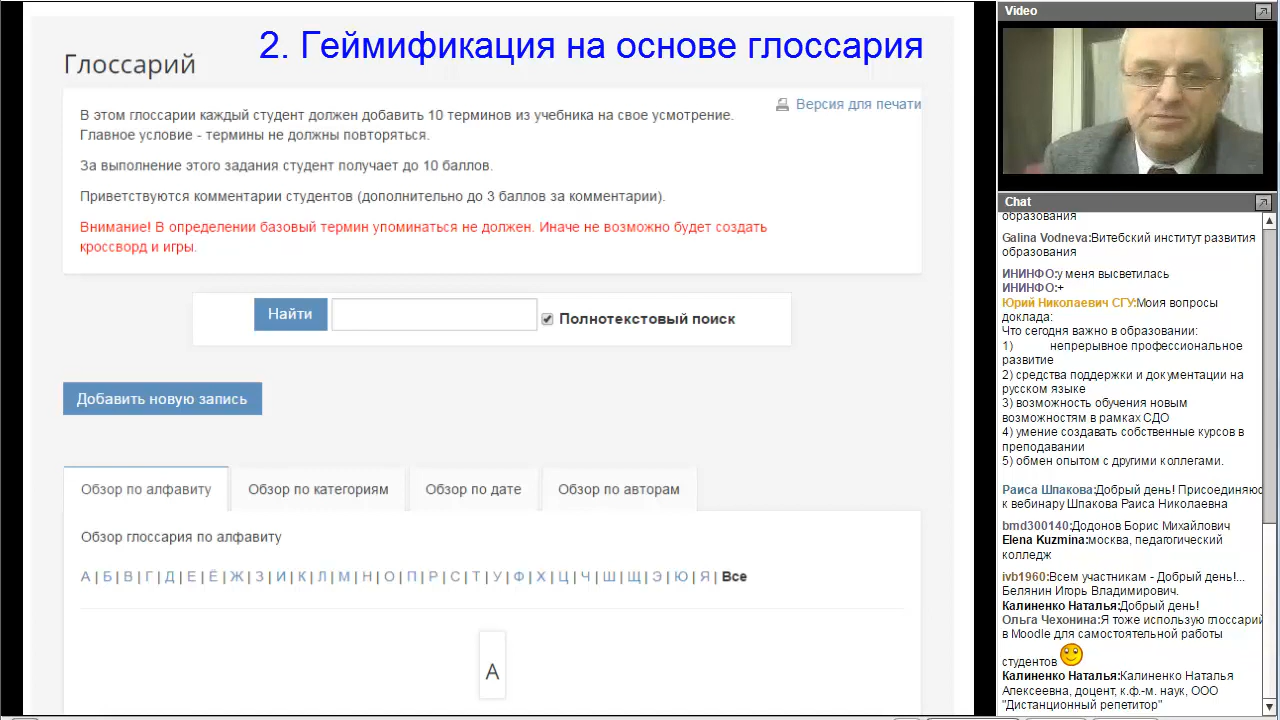 2. Геймификация на основе глоссария
Глоссарий
Версия для печати
В этом глоссарии каждый студент должен добавить 10 терминов из учебника на свое усмотрение.
Главное условие - термины не должны повторяться.
За выполнение этого задания студент получает до 10 баллов.
Приветствуются комментарии студентов (дополнительно до 3 баллов за комментарии).
Внимание! В определении базовый термин упоминаться не должен. Иначе не возможно будет создать
кроссворд и игры.
Найти
Полнотекстовый поиск
Добавить новую запись
Обзор по алфавиту
Обзор по категориям
Обзор по дате
Обзор по авторам
Обзор глоссария по алфавиту
А | Б | В | Г | Д | Е | Ё | Ж | З | И | К | Л | М | Н | О | П | Р | С | Т | У | Ф | Х | Ц | Ч | Ш | Щ | Э | Ю | Я | Все
А
Video
Chat
образования
Galina Vodneva:Витебский институт развития
образования
ИНИНФО:у меня высветилась
ИНИНФО:+
Юрий Николаевич СГУ:Моия вопросы
доклада:
Что сегодня важно в образовании:
1) непрерывное профессиональное
развитие
2) средства поддержки и документации на
русском языке
3) возможность обучения новым
возможностям в рамках СДО
4) умение создавать собственные курсов в
преподавании
5) обмен опытом с другими коллегами.
Раиса Шпакова:Добрый день! Присоединяюс
к вебинару Шпакова Раиса Николаевна
bmd300140:Додонов Борис Михайлович
Elena Kuzmina:москва, педагогический
колледж
ivb1960:Всем участникам - Добрый день!...
Белянин Игорь Владимирович.
Калиненко Наталья:Добрый день!
Ольга Чехонина:Я тоже использую глоссарий
в Moodle для самостоятельной работы
студентов
Калиненко Наталья:Калиненко Наталья
Алексеевна, доцент, к.ф.-м. наук, ООО
"Дистанционный репетитор"